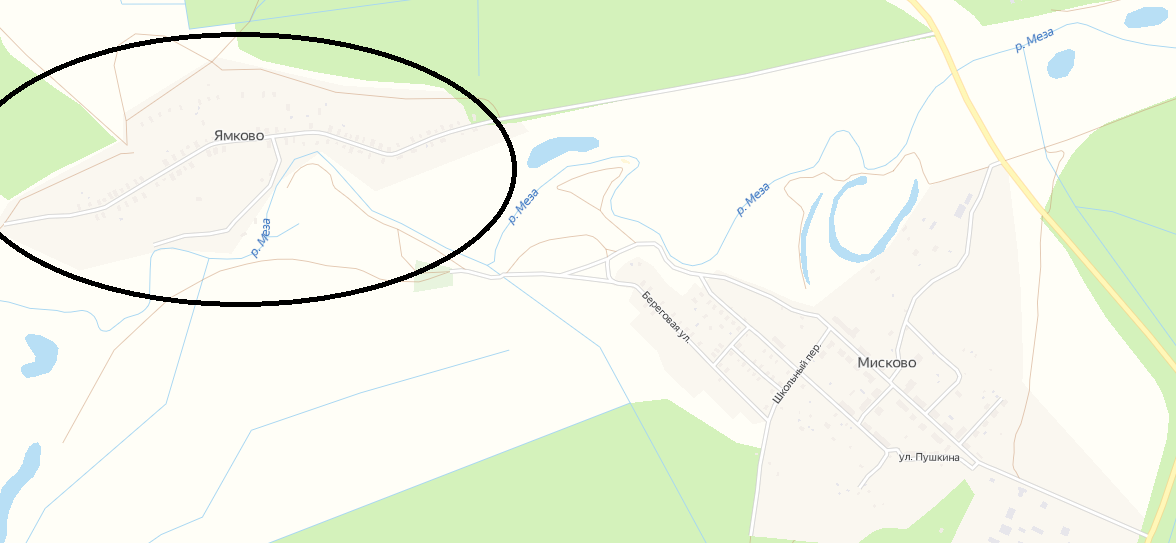 р. Меза
Ямково
р. Меза
р. Меза
р. Меза
Береговая ул.
Школьный пер.
Мисково
ул. Пушкина